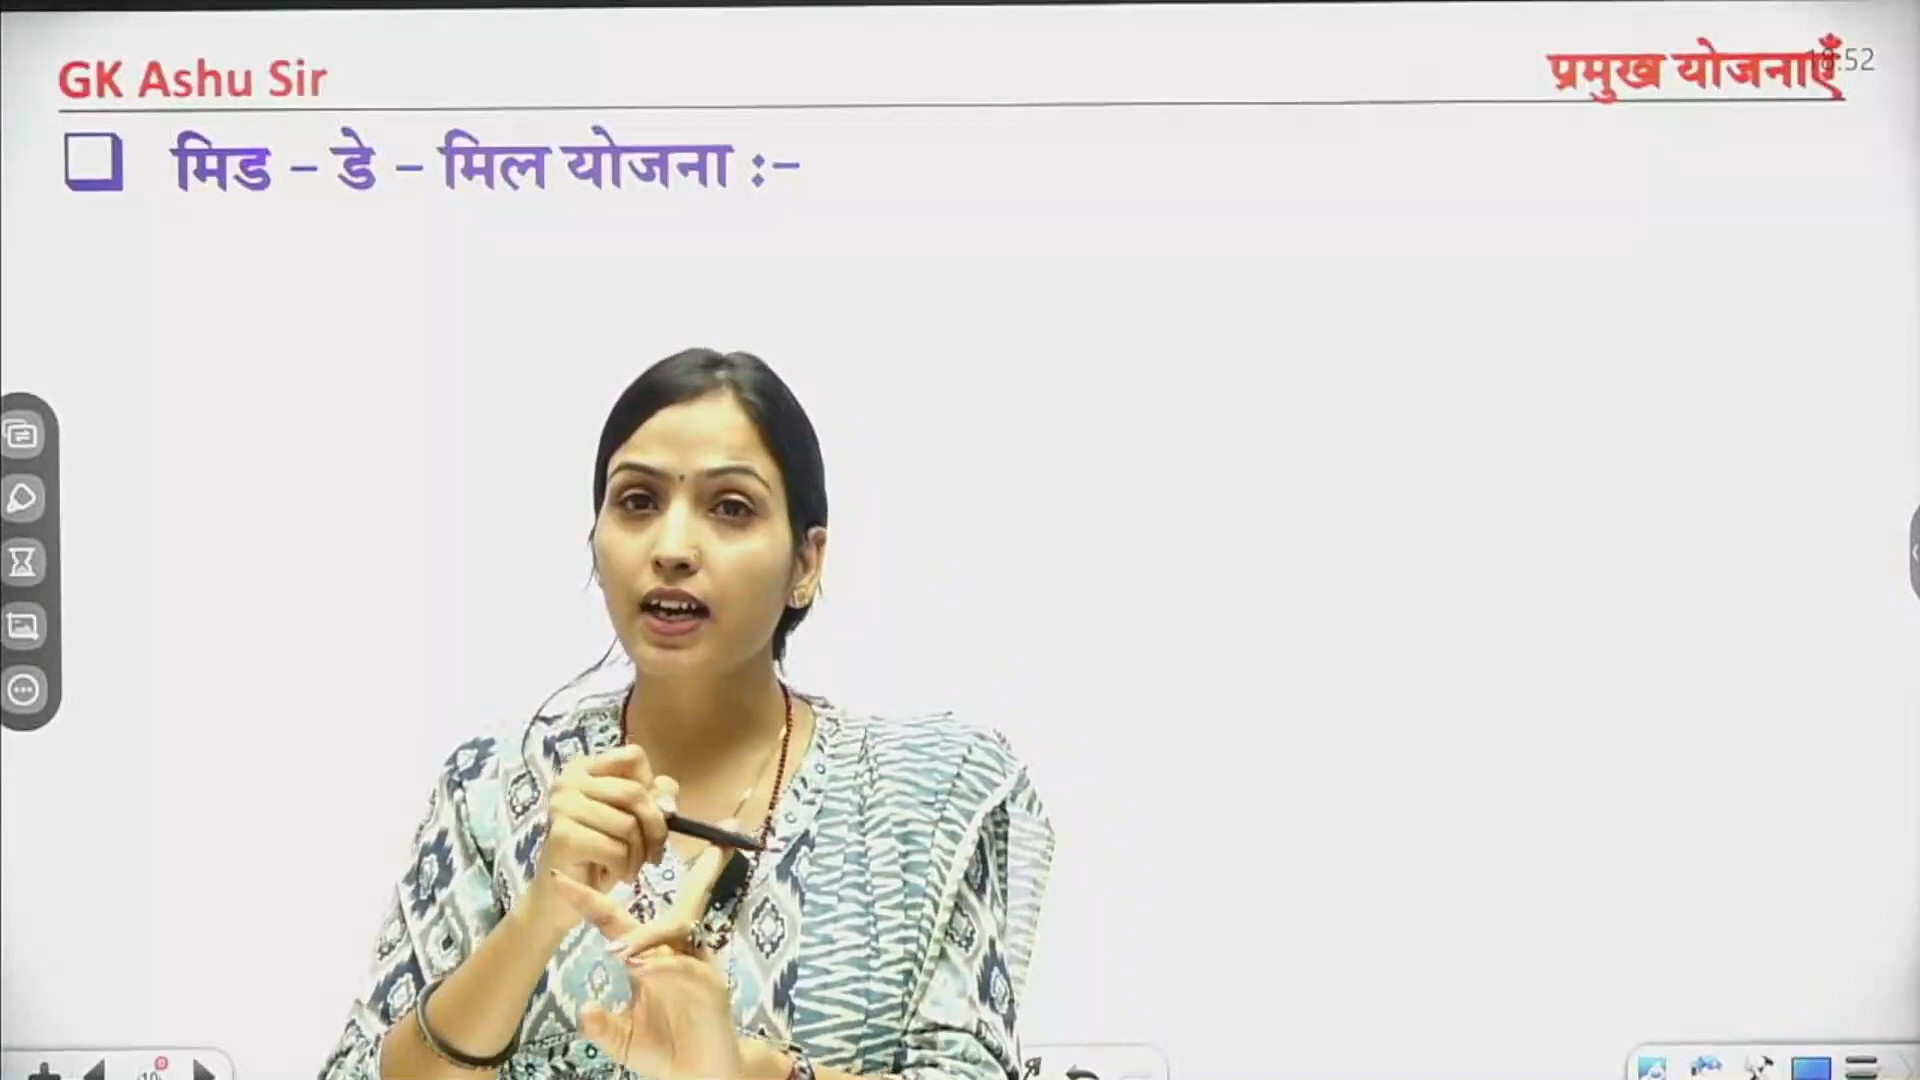 GK Ashu Sir
प्रमुख योजनाएँ
मिड – डे – मिल योजना :–